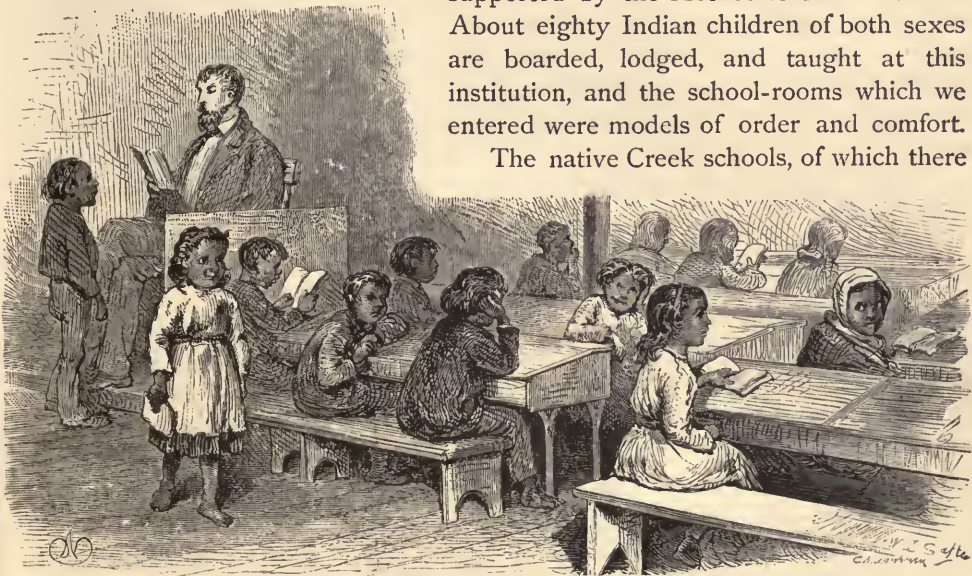 About eighty Indian children of both sexes
are boarded, lodged, and taught at this
institution, and the school-rooms which we
entered were models of order and comfort.
The native Creek schools, of which there